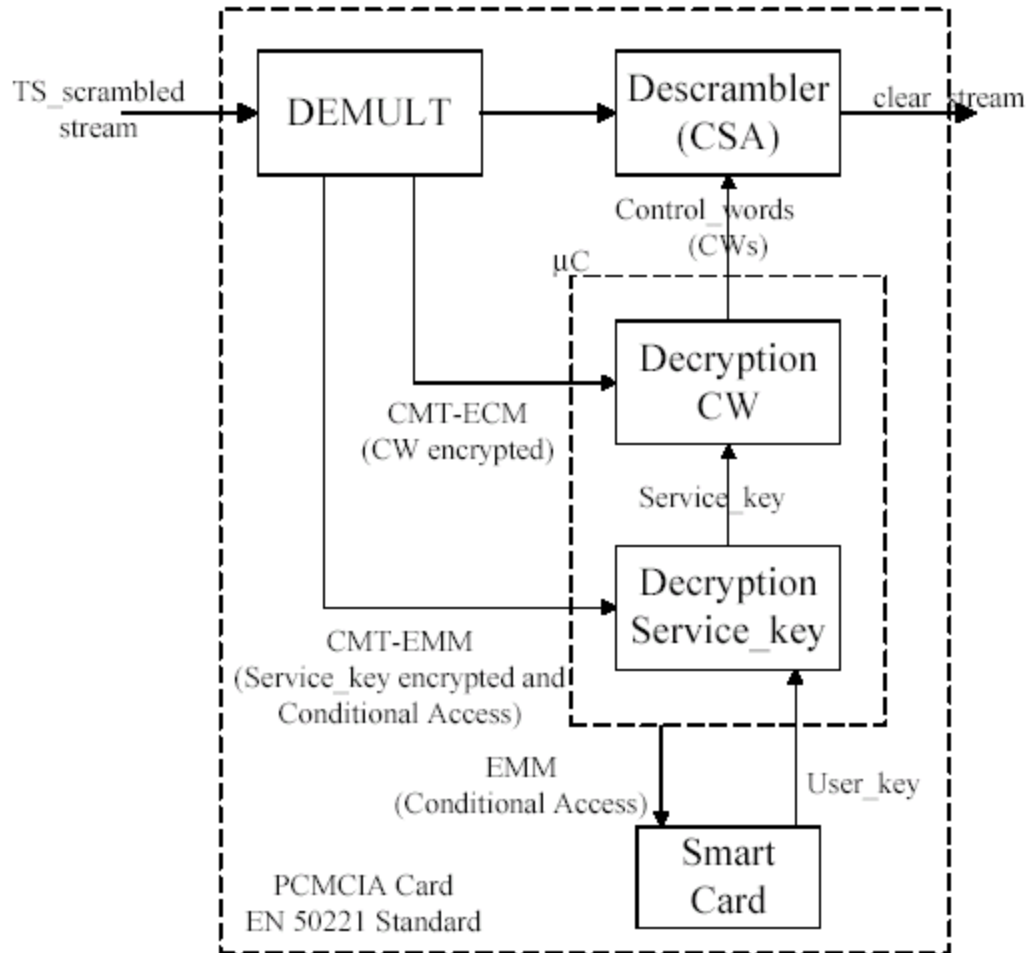 TS_scrambled
stream
DEMULT
Descrambler
(CSA)
clear_stream
Control_words
(CWs)
µC
Decryption
CW
CMT-ECM
(CW encrypted)
Service_key
Decryption
Service_key
CMT-EMM
(Service_key encrypted and
Conditional Access)
EMM
(Conditional Access)
User_key
Smart
Card
PCMCIA Card
EN 50221 Standard